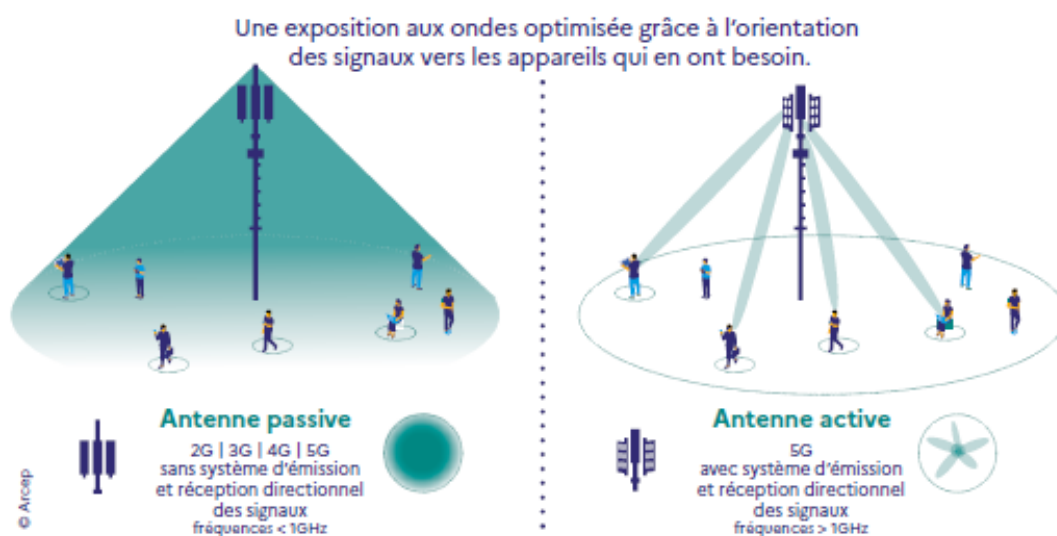 Une exposition aux ondes optimisée grâce à l'orientation
des signaux vers les appareils qui en ont besoin.
Antenne passive
2G | 3G | 4G | 5G
sans système d'émission
et réception directionnel
des signaux
fréquences < 1GHz
Antenne active
5G
avec système d'émission
et réception directionnel
des signaux
fréquences > 1GHz
© Arcep